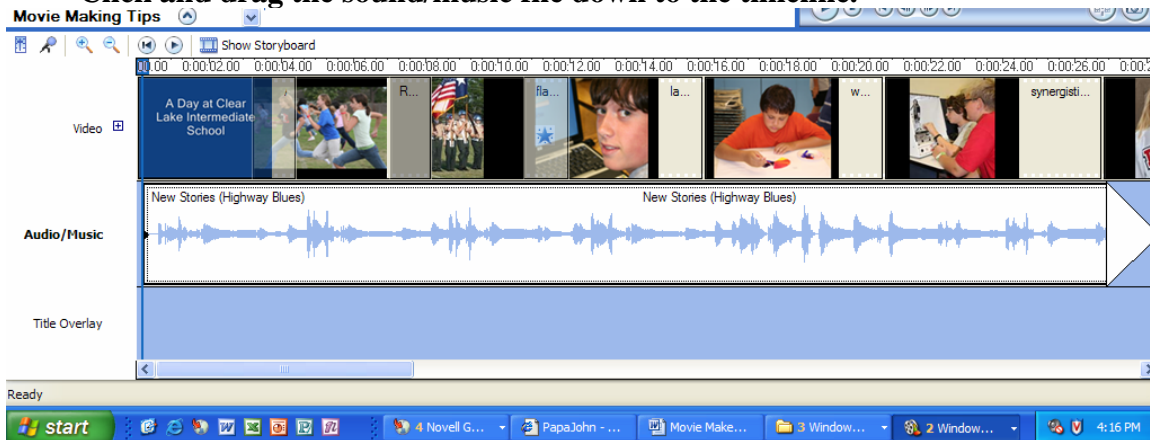 Click and drag the sound/music file down to the timeline.
Movie Making Tips
Show Storyboard
0:00:02.00 0:00:04.00 0:00:06.00 0:00:08.00 0:00:10.00 0:00:12.00 0:00:14.00 0:00:16.00 0:00:18.00 0:00:20.00 0:00:22.00 0:00:24.00 0:00:26.00
Video
A Day at Clear
Lake Intermediate
School
R...
fla...
la...
w...
synergisti...
Audio/Music
New Stories (Highway Blues)
New Stories (Highway Blues)
Title Overlay
Ready
start
4 Novell G...
PapaJohn - ...
Movie Make...
3 Window...
2 Window...
4:16 PM